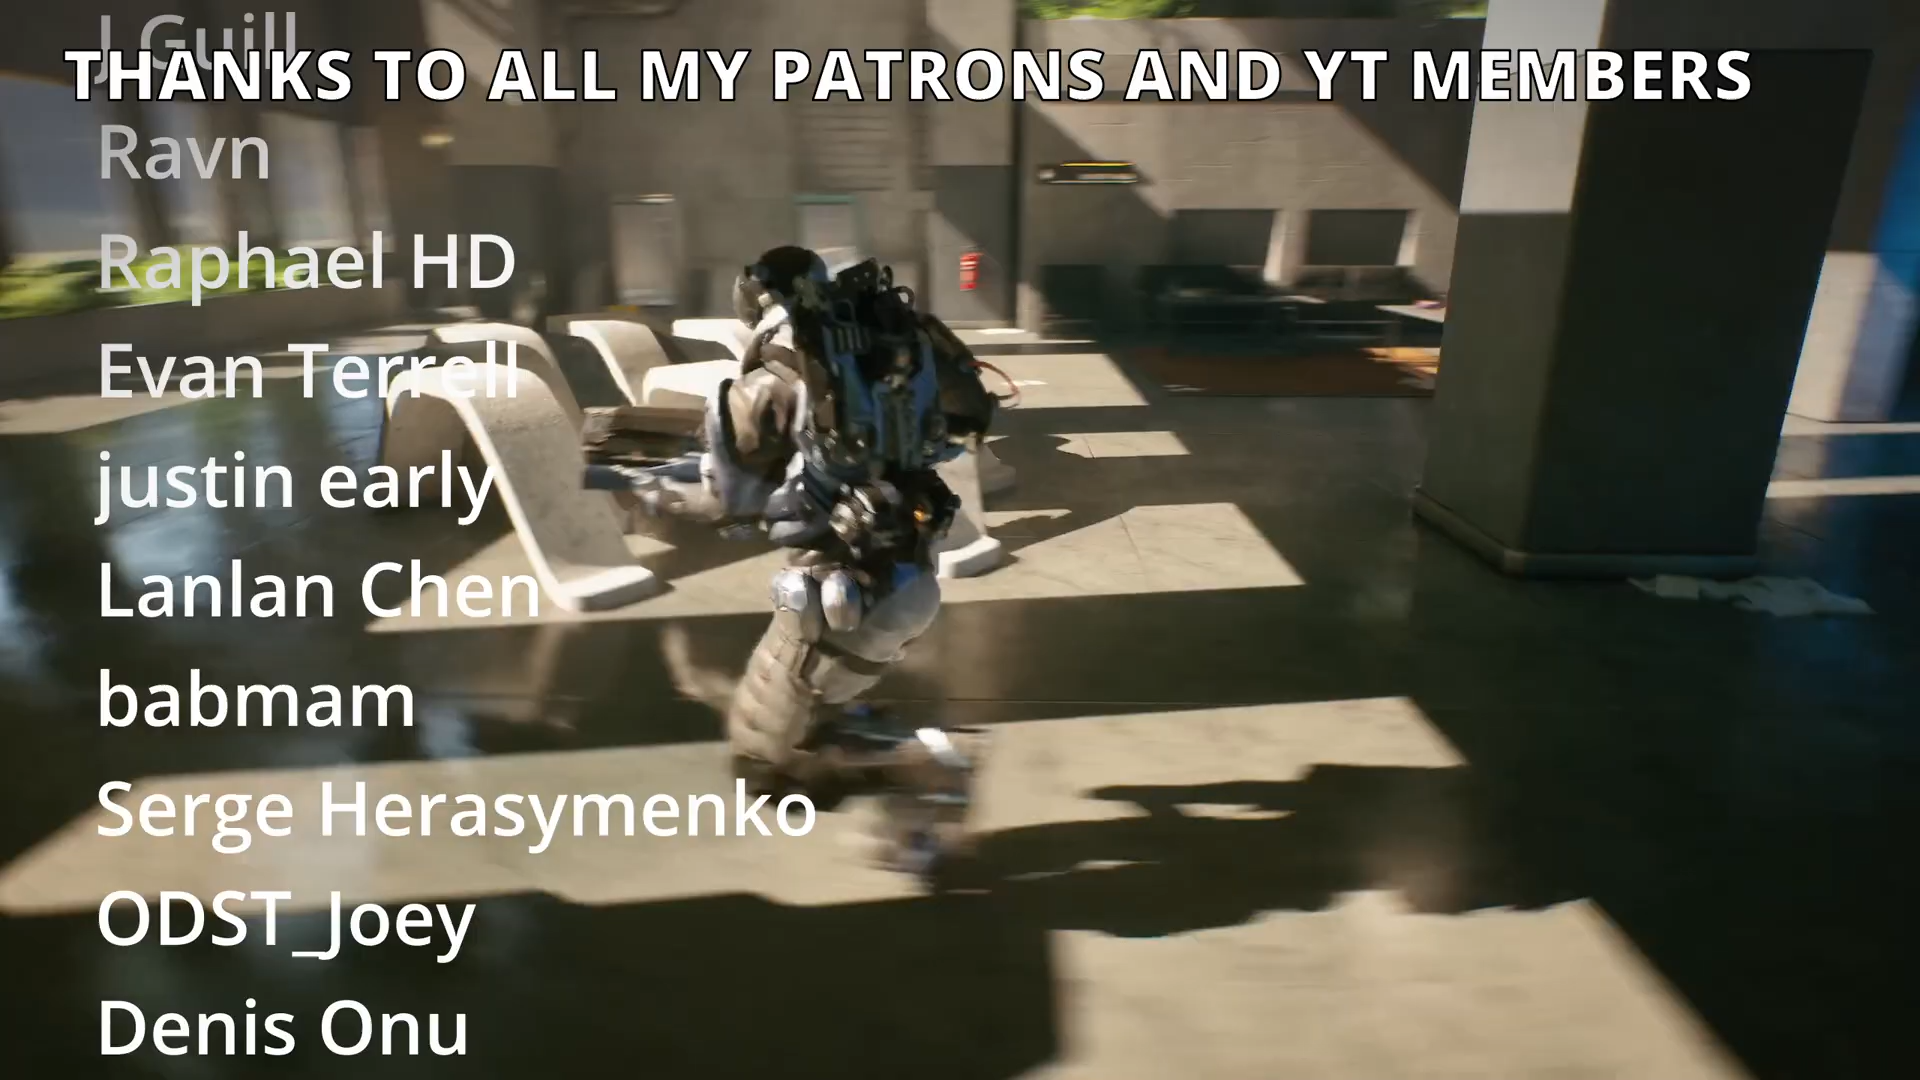 J Guill
THANKS TO ALL MY PATRONS AND YT MEMBERS
Ravn
Raphael HD
Evan Terrell
justin early
Lanlan Chen
babmam
Serge Herasymenko
ODST_Joey
Denis Onu